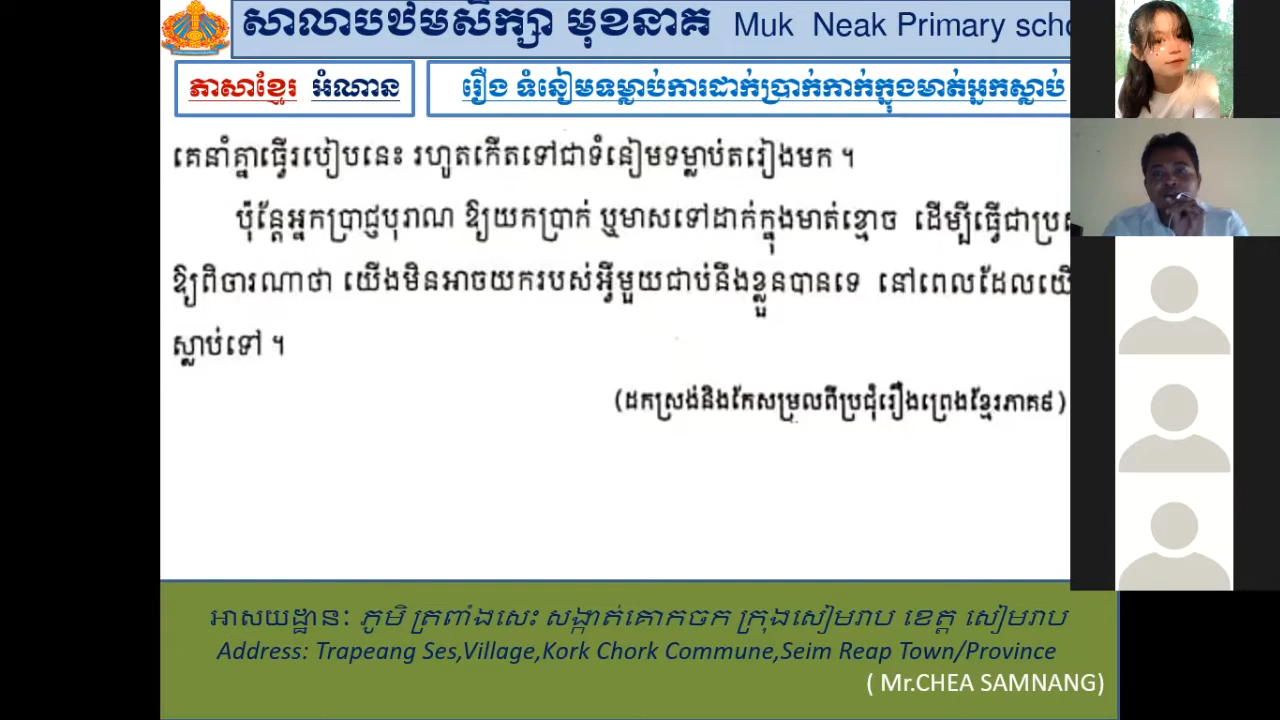 សាលាបឋមសិក្សា មុខនាគ Muk Neak Primary
ភាសាខ្មែរ អំណាន រឿង ទំនៀមទម្លាប់ការដាក់ប្រាក់កាក់ក្នុងមាត់អ្នកស្លាប់
គេនាំគ្នាធ្វើរបៀបនេះ រហូតកើតទៅជាទំនៀមទម្លាប់តរៀងមក ។
ប៉ុន្តែអ្នកប្រាជ្ញបុរាណ ឱ្យយកប្រាក់ ឬមាសទៅដាក់ក្នុងមាត់ខ្មោច ដើម្បីធ្វើជា
ឱ្យពិចារណាថា យើងមិនអាចយករបស់អ្វីមួយជាប់នឹងខ្លួនបានទេ នៅពេលដែល
ស្លាប់ទៅ ។
(ដកស្រង់និងកែសម្រួលពីប្រជុំរឿងព្រេងខ្មែរភាគ៩)
អាសយដ្ឋាន: ភូមិ ត្រពាំងសេះ សង្កាត់គោកចក ក្រុងសៀមរាប ខេត្ត សៀមរាប
Address: Trapeang Ses,Village,Kork Chork Commune,Seim Reap Town/Province
( Mr.CHEA SAMNANG)